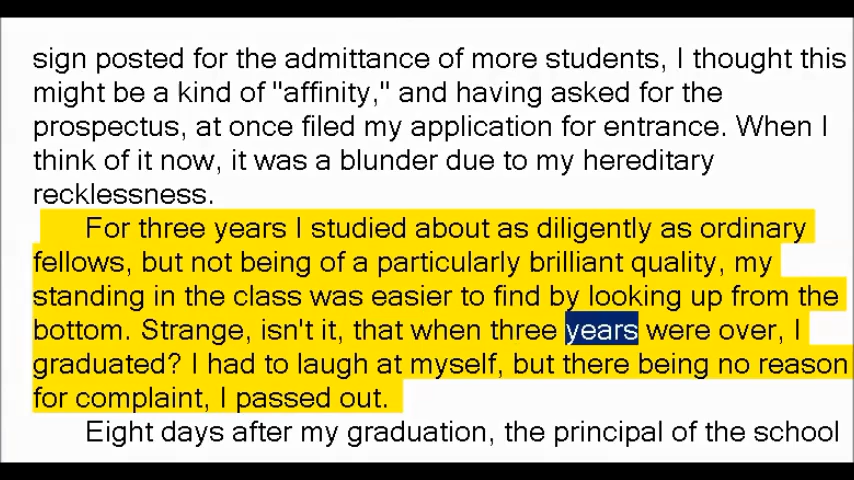 sign posted for the admittance of more students, I thought this
might be a kind of "affinity," and having asked for the
prospectus, at once filed my application for entrance. When I
think of it now, it was a blunder due to my hereditary
recklessness.
For three years I studied about as diligently as ordinary
fellows, but not being of a particularly brilliant quality, my
standing in the class was easier to find by looking up from the
bottom. Strange, isn't it, that when three years were over, I
graduated? I had to laugh at myself, but there being no reason
for complaint, I passed out.
Eight days after my graduation, the principal of the school